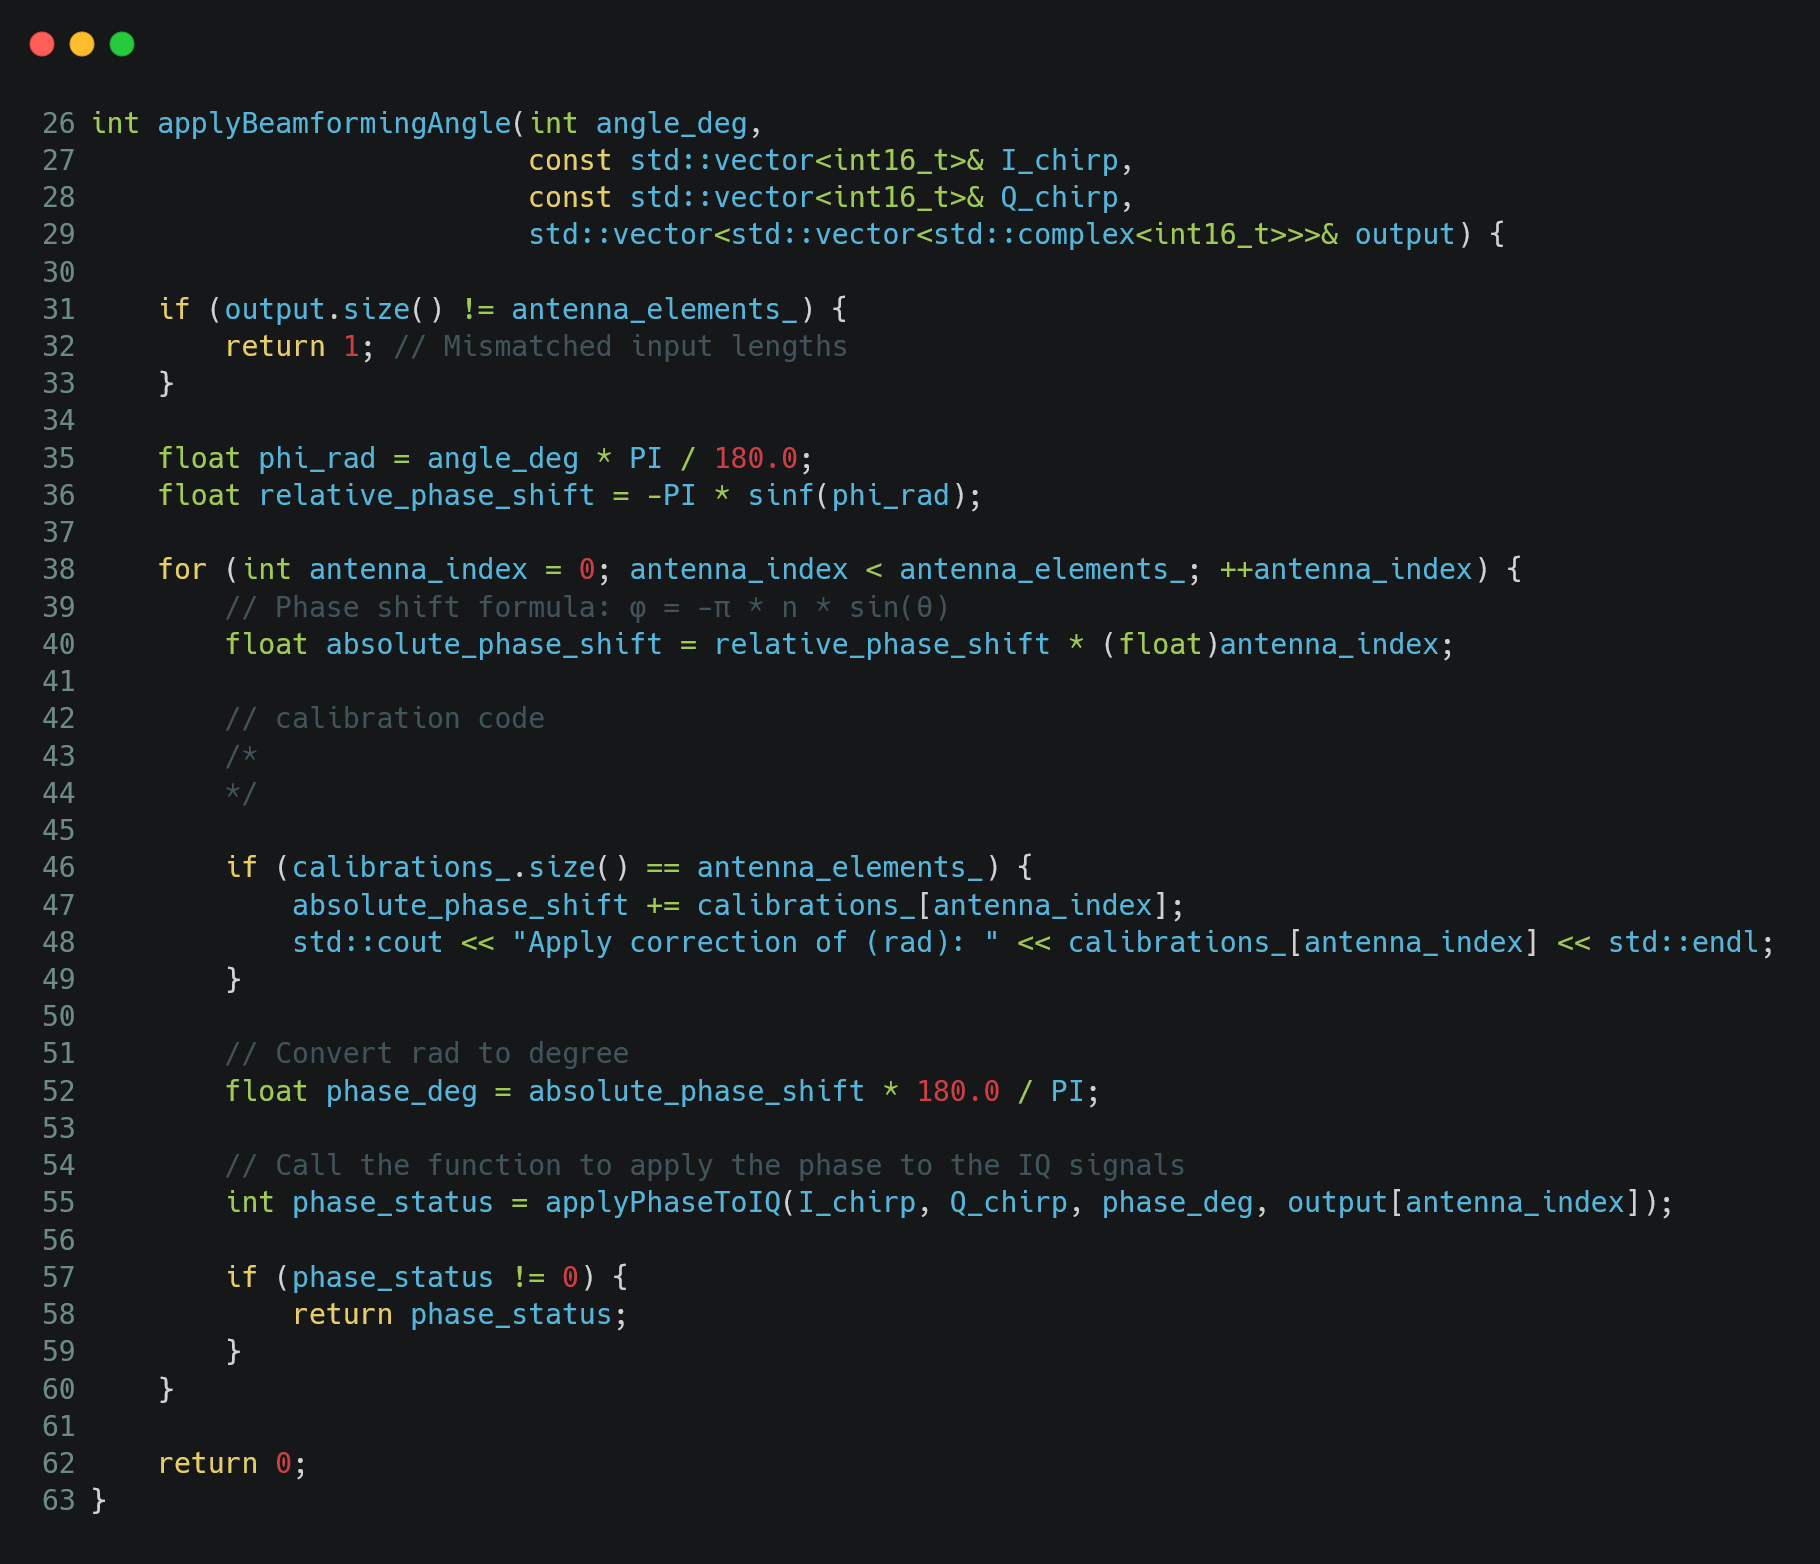 26 int applyBeamformingAngle(int angle_deg,
27                           const std::vector<int16_t>& I_chirp,
28                           const std::vector<int16_t>& Q_chirp,
29                           std::vector<std::vector<std::complex<int16_t>>>& output) {
30
31     if (output.size() != antenna_elements_) {
32         return 1; // Mismatched input lengths
33     }
34
35     float phi_rad = angle_deg * PI / 180.0;
36     float relative_phase_shift = -PI * sinf(phi_rad);
37
38     for (int antenna_index = 0; antenna_index < antenna_elements_; ++antenna_index) {
39         // Phase shift formula: φ = -π * n * sin(θ)
40         float absolute_phase_shift = relative_phase_shift * (float)antenna_index;
41
42         // calibration code
43         /*
44         */
45
46         if (calibrations_.size() == antenna_elements_) {
47             absolute_phase_shift += calibrations_[antenna_index];
48             std::cout << "Apply correction of (rad): " << calibrations_[antenna_index] << std::endl;
49         }
50
51         // Convert rad to degree
52         float phase_deg = absolute_phase_shift * 180.0 / PI;
53
54         // Call the function to apply the phase to the IQ signals
55         int phase_status = applyPhaseToIQ(I_chirp, Q_chirp, phase_deg, output[antenna_index]);
56
57         if (phase_status != 0) {
58             return phase_status;
59         }
60     }
61
62     return 0;
63 }